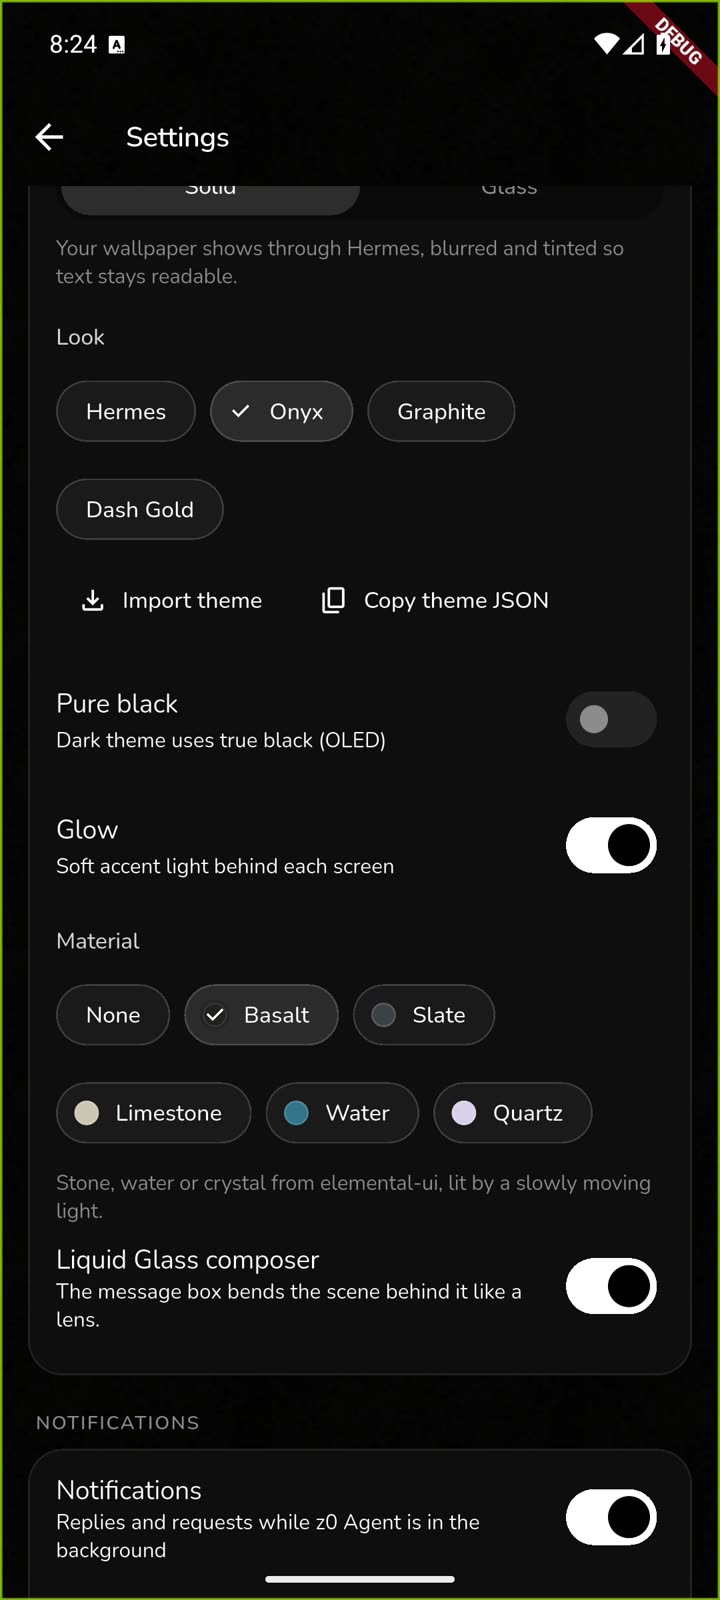 8:24
DEBUG
Settings
Solid Glass
Your wallpaper shows through Hermes, blurred and tinted so
text stays readable.
Look
Hermes Onyx Graphite
Dash Gold
Import theme Copy theme JSON
Pure black
Dark theme uses true black (OLED)
Glow
Soft accent light behind each screen
Material
None Basalt Slate
Limestone Water Quartz
Stone, water or crystal from elemental-ui, lit by a slowly moving
light.
Liquid Glass composer
The message box bends the scene behind it like a
lens.
NOTIFICATIONS
Notifications
Replies and requests while z0 Agent is in the
background